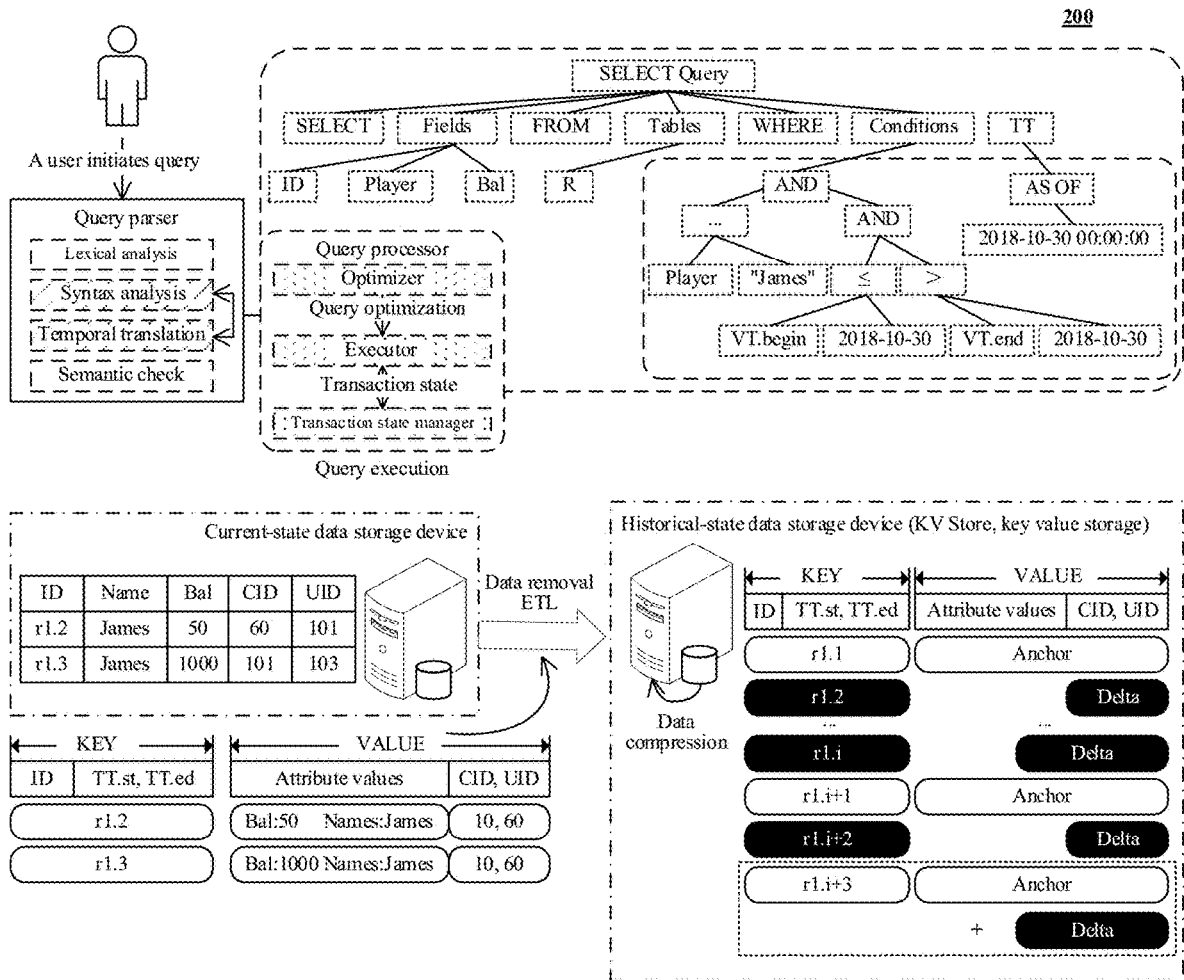 200
SELECT Query
SELECT Fields FROM Tables WHERE Conditions TT
A user initiates query
ID Player Bal R AND AS OF
... AND 2018-10-30 00:00:00
Player "James" ≤ >
VT.begin 2018-10-30 VT.end 2018-10-30
Query parser
Lexical analysis
Syntax analysis
Temporal translation
Semantic check
Query processor
Optimizer
Query optimization
Executor
Transaction state
Transaction state manager
Query execution
Current-state data storage device
ID Name Bal CID UID
r1.2 James 50 60 101
r1.3 James 1000 101 103
Data removal
ETL
KEY VALUE
ID TT.st, TT.ed Attribute values CID, UID
r1.2 Bal:50 Names:James 10, 60
r1.3 Bal:1000 Names:James 10, 60
Historical-state data storage device (KV Store, key value storage)
Data
compression
KEY VALUE
ID TT.st, TT.ed Attribute values CID, UID
r1.1 Anchor
r1.2 Delta
... ...
r1.i Delta
r1.i+1 Anchor
r1.i+2 Delta
r1.i+3 Anchor
+ Delta